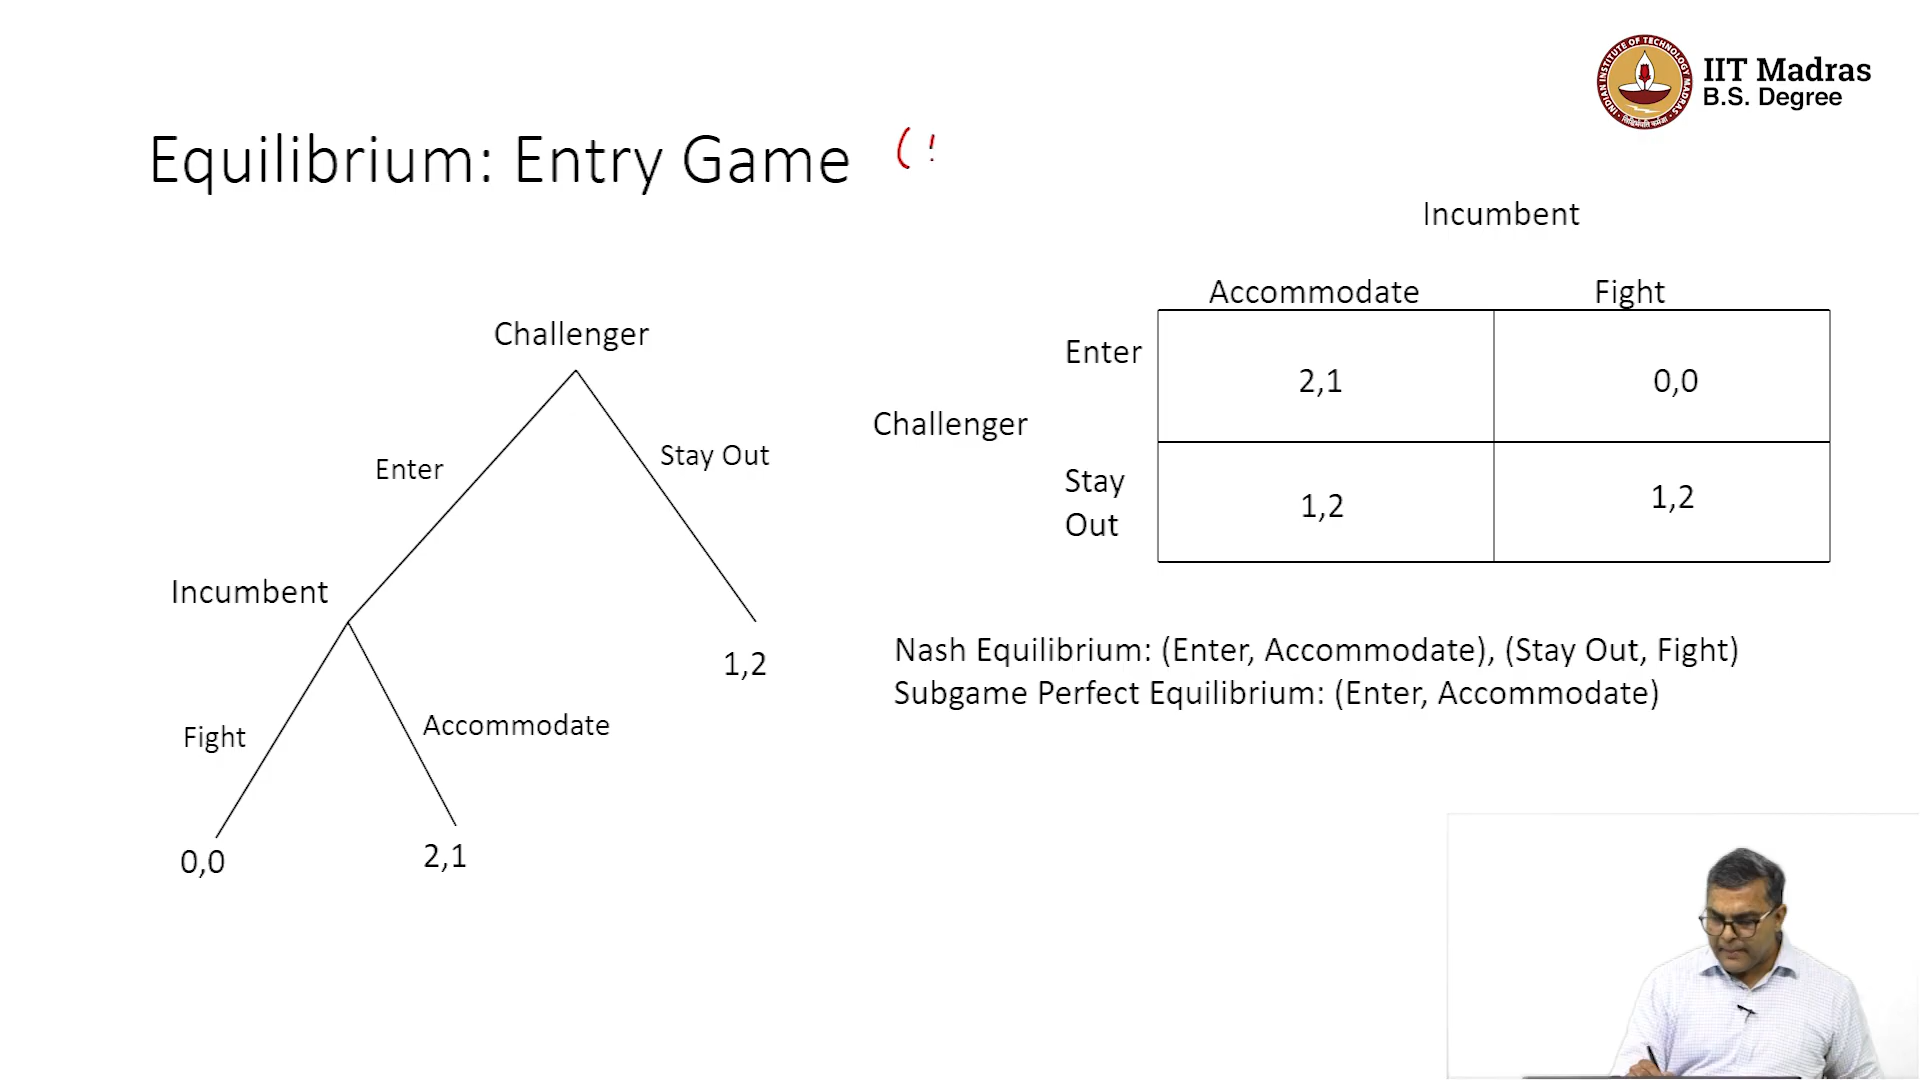 IIT Madras
B.S. Degree
Equilibrium: Entry Game (!
Incumbent
Accommodate Fight
Challenger
Enter
2,1 0,0
Challenger
Stay Out
1,2 1,2
Enter
Stay Out
Incumbent
1,2
Fight
Accommodate
0,0
2,1
Nash Equilibrium: (Enter, Accommodate), (Stay Out, Fight)
Subgame Perfect Equilibrium: (Enter, Accommodate)